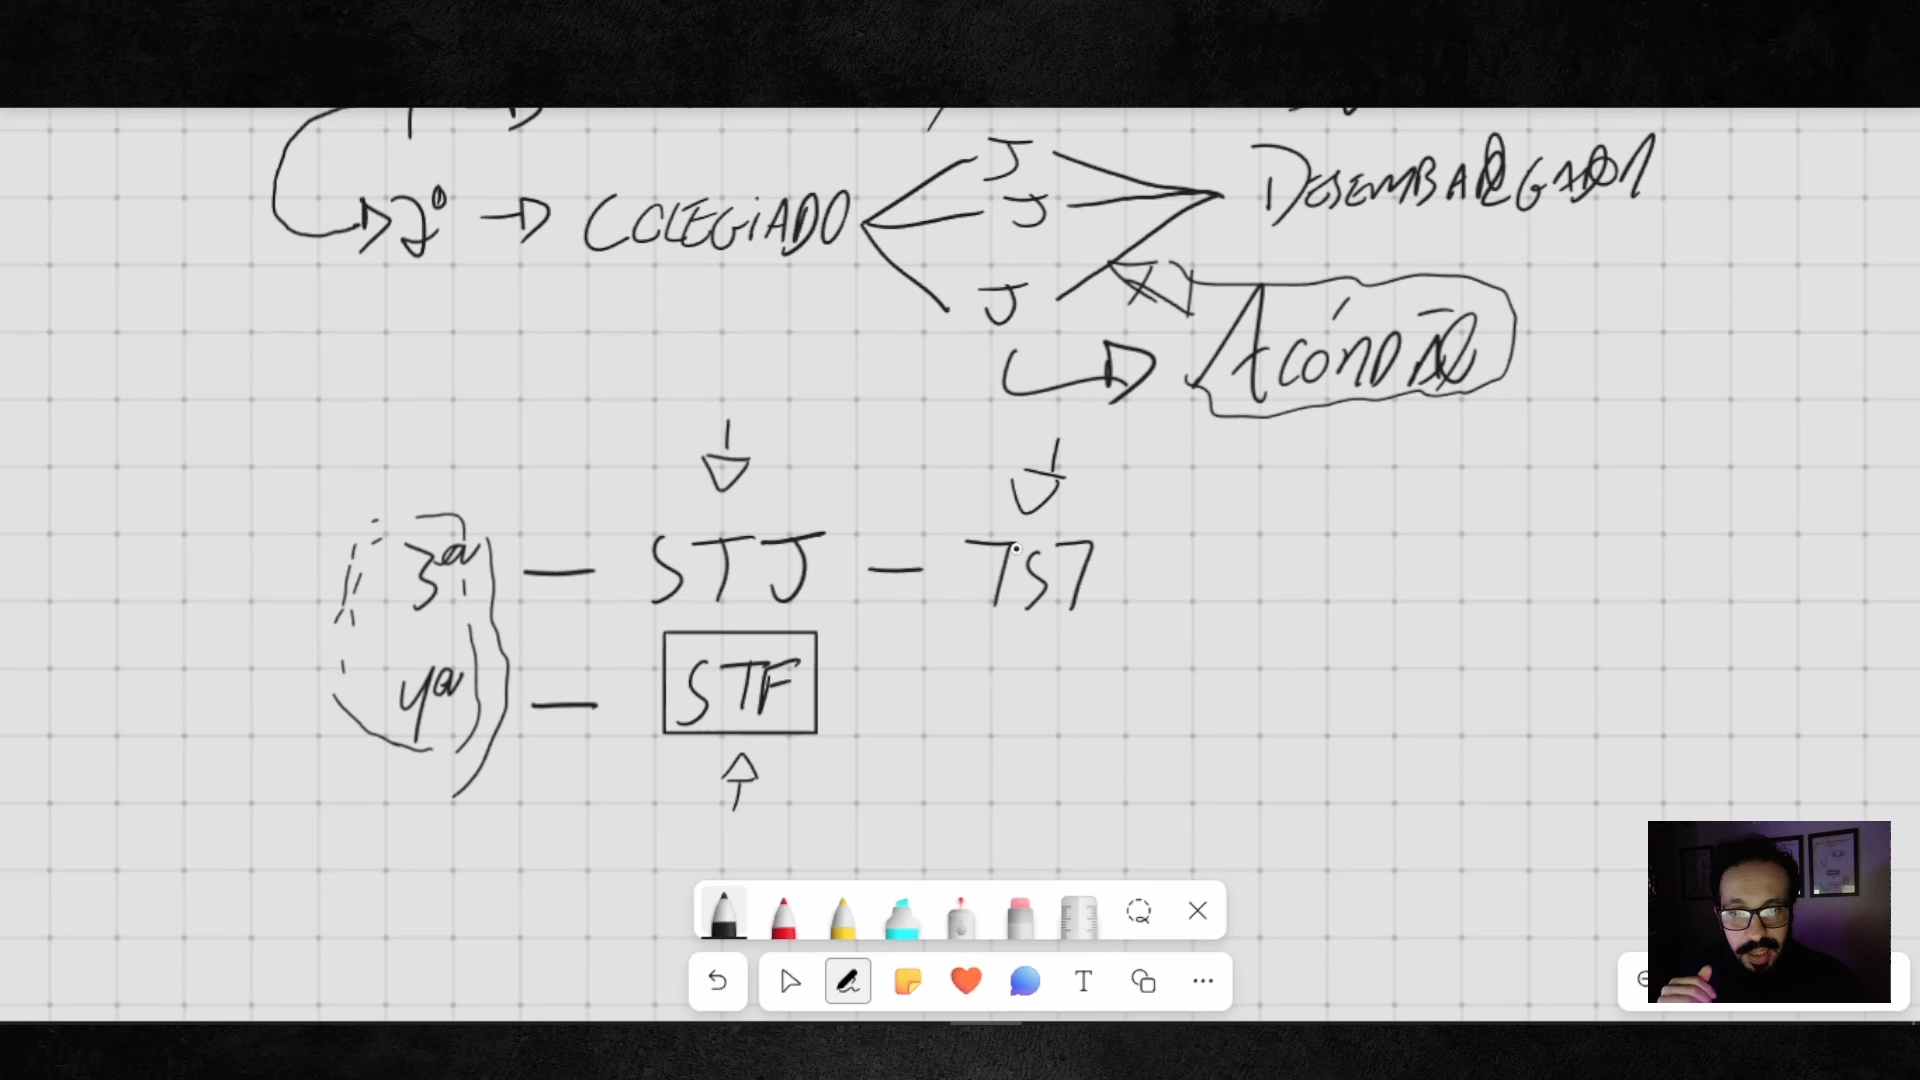 J
2º → COLEGIADO J DESEMBARGADOR
J
ACÓRDÃO
3ª — STJ — TST
4ª — STF
T